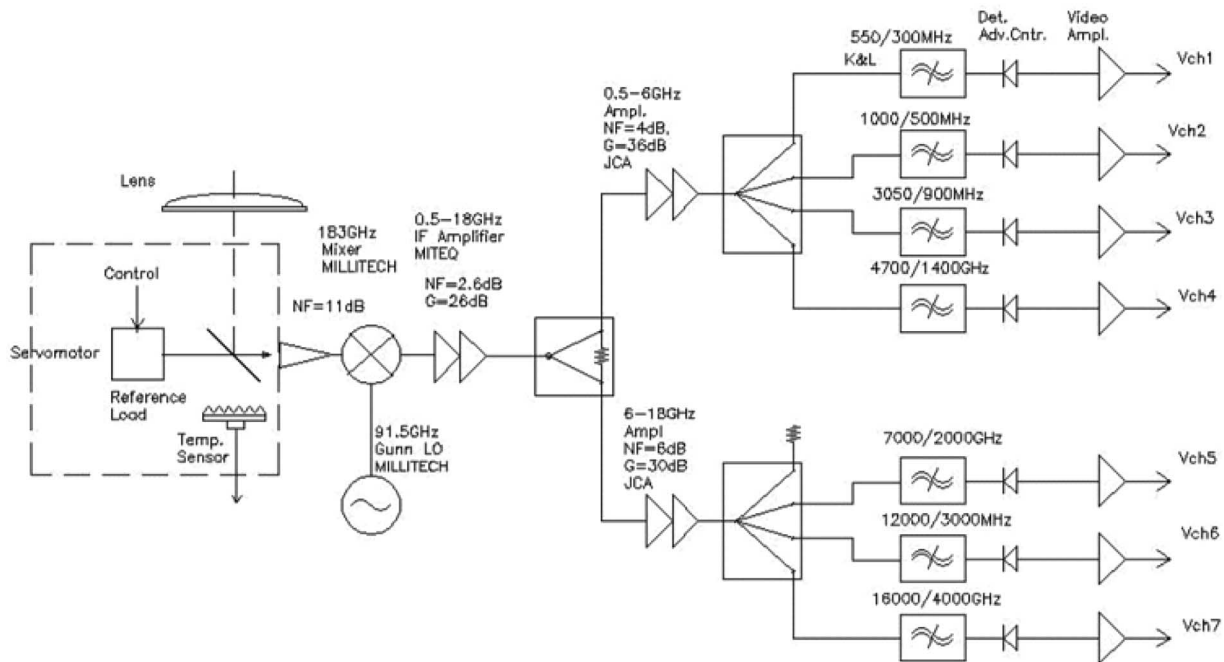 Lens
Control
Servomotor
Reference
Load
Temp.
Sensor
183GHz
Mixer
MILLITECH
NF=11dB
91.5GHz
Gunn LO
MILLITECH
0.5-18GHz
IF Amplifier
MITEQ
NF=2.6dB
G=26dB
0.5-6GHz
Ampl.
NF=4dB,
G=36dB
JCA
6-18GHz
Ampl
NF=6dB
G=30dB
JCA
Det.
Adv.Cntr.
Video
Ampl.
550/300MHz
K&L
Vch1
1000/500MHz
Vch2
3050/900MHz
Vch3
4700/1400GHz
Vch4
7000/2000GHz
Vch5
12000/3000MHz
Vch6
16000/4000GHz
Vch7